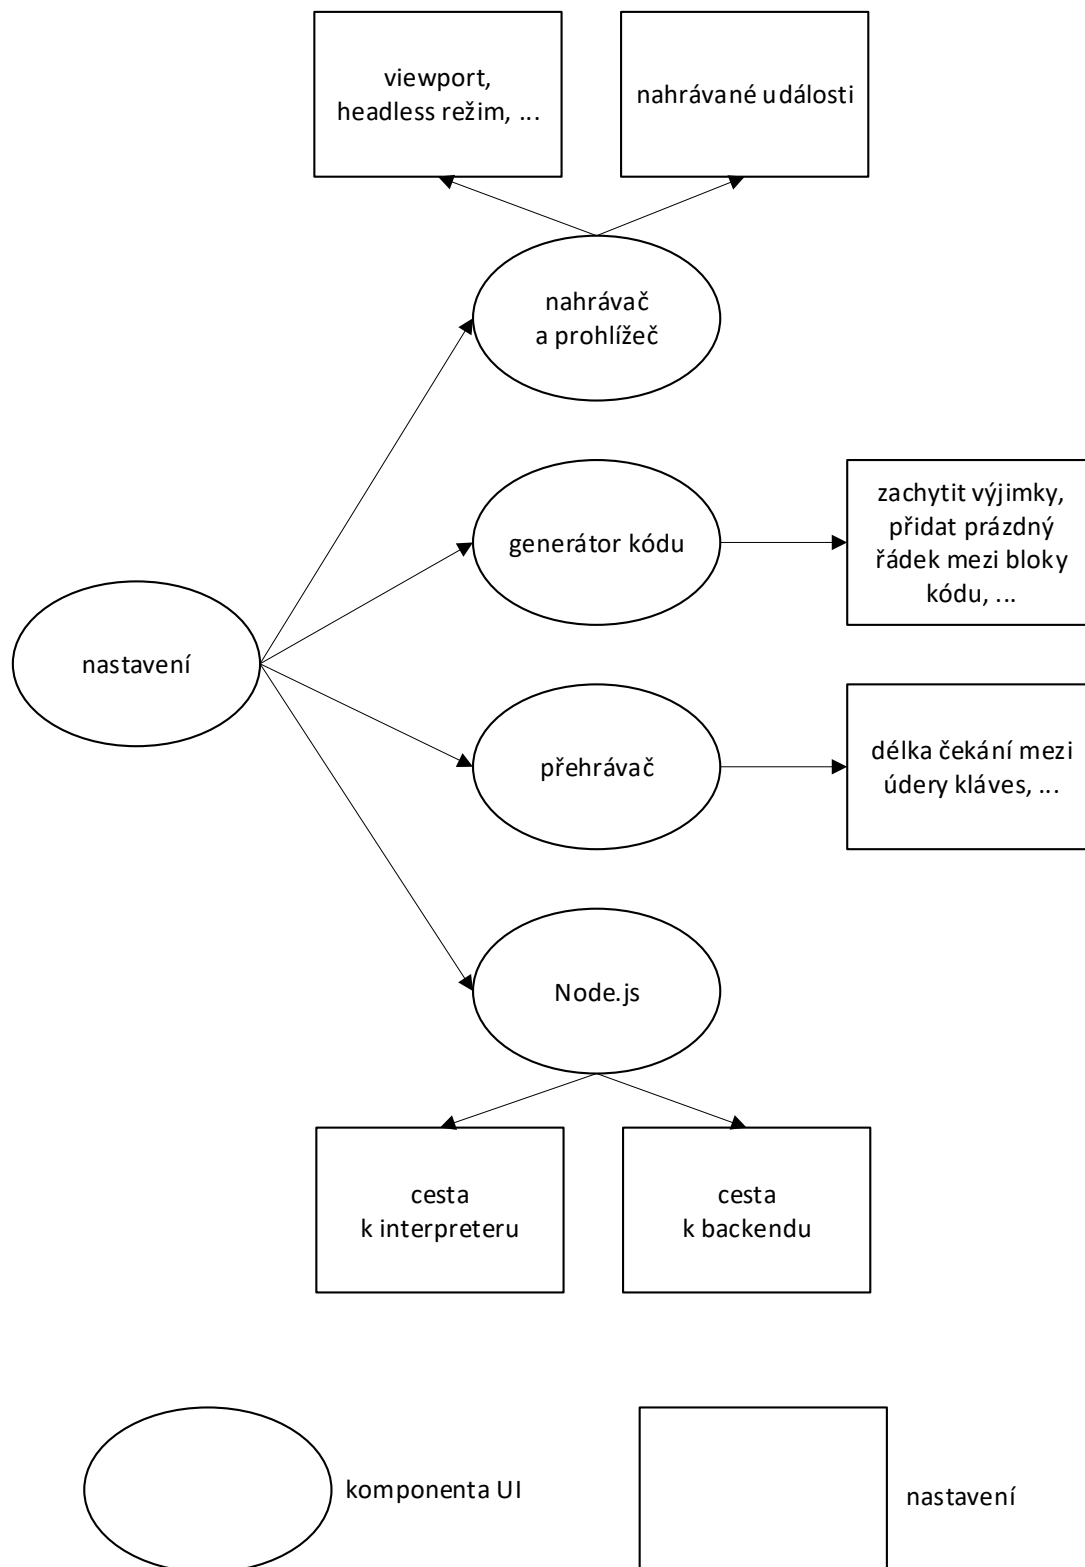 viewport,
headless režim, ...
nahrávané události
nahrávač
a prohlížeč
generátor kódu
zachytit výjimky,
přidat prázdný
řádek mezi bloky
kódu, ...
nastavení
přehrávač
délka čekání mezi
údery kláves, ...
Node.js
cesta
k interpreteru
cesta
k backendu
komponenta UI
nastavení